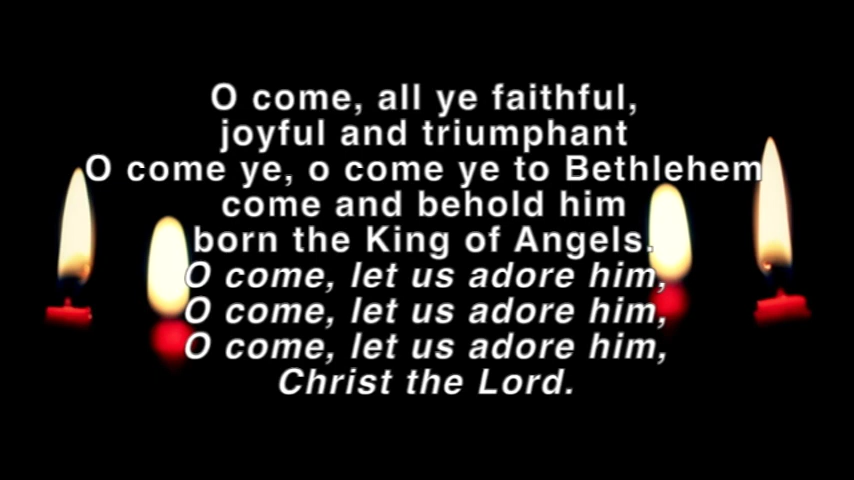 O come, all ye faithful,
joyful and triumphant
O come ye, o come ye to Bethlehem
come and behold him
born the King of Angels.
O come, let us adore him,
O come, let us adore him,
O come, let us adore him,
Christ the Lord.